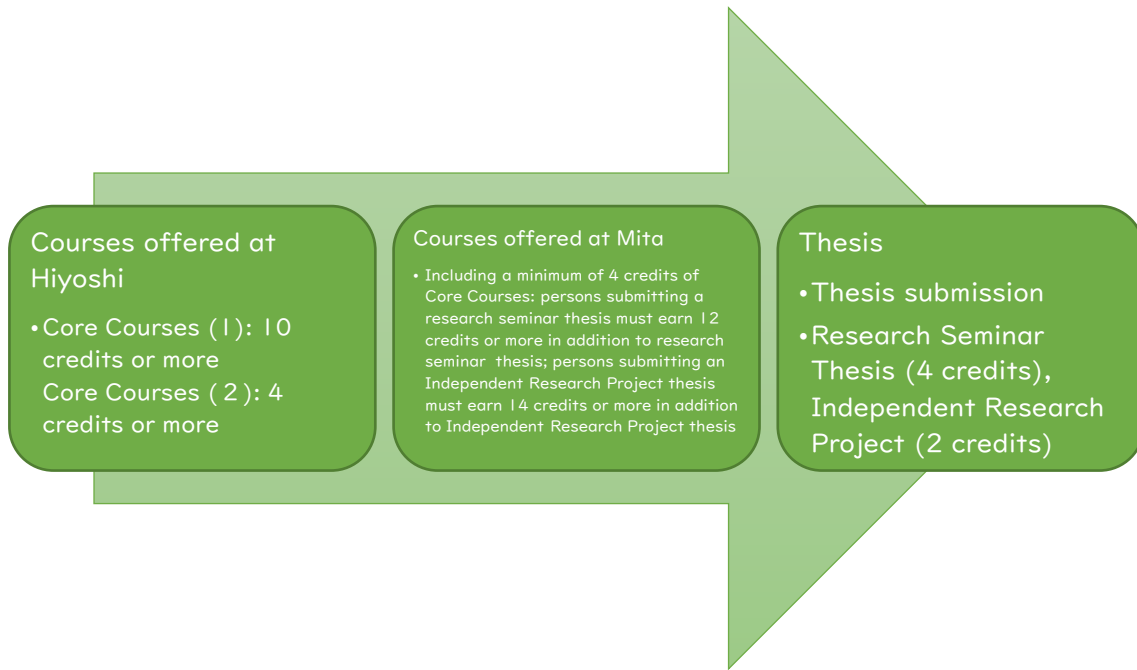 Courses offered at
Hiyoshi
•Core Courses (1): 10
credits or more
Core Courses (2): 4
credits or more
Courses offered at Mita
• Including a minimum of 4 credits of
Core Courses: persons submitting a
research seminar thesis must earn 12
credits or more in addition to research
seminar thesis; persons submitting an
Independent Research Project thesis
must earn 14 credits or more in addition
to Independent Research Project thesis
Thesis
•Thesis submission
•Research Seminar
Thesis (4 credits),
Independent Research
Project (2 credits)